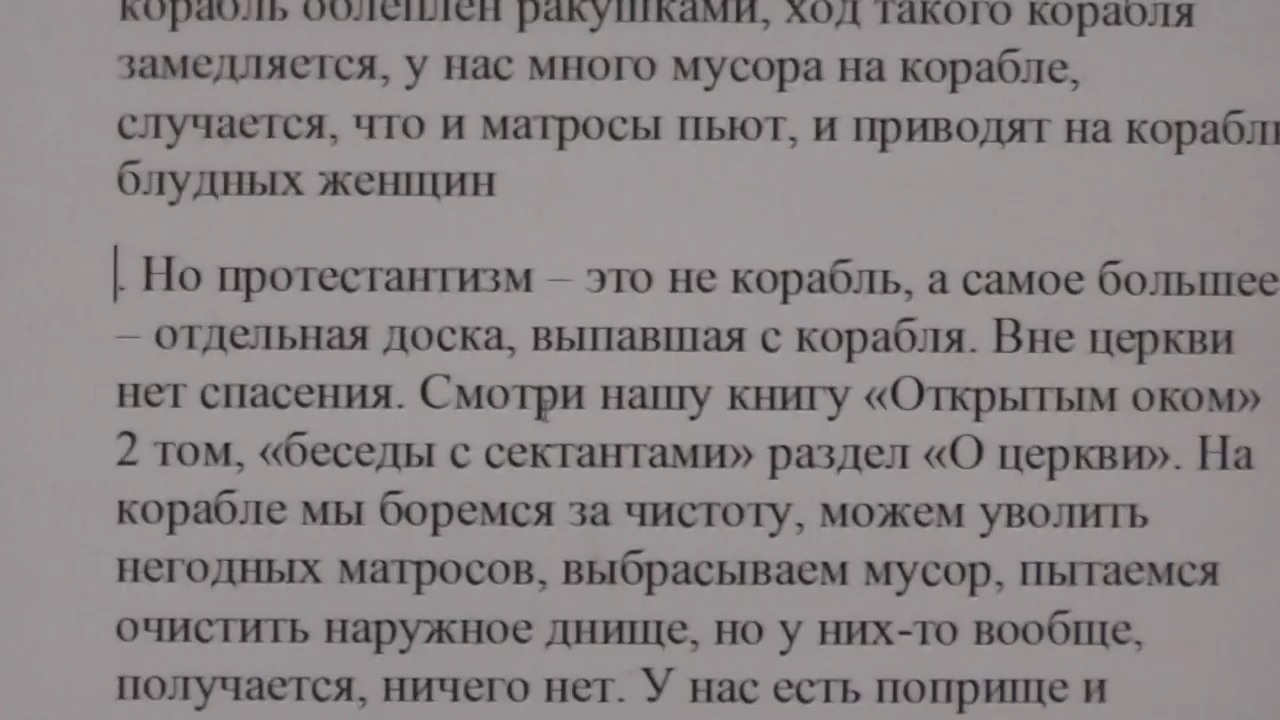 корабль облеплен ракушками, ход такого корабля
замедляется, у нас много мусора на корабле,
случается, что и матросы пьют, и приводят на корабль
блудных женщин
. Но протестантизм – это не корабль, а самое большее
– отдельная доска, выпавшая с корабля. Вне церкви
нет спасения. Смотри нашу книгу «Открытым оком»
2 том, «беседы с сектантами» раздел «О церкви». На
корабле мы боремся за чистоту, можем уволить
негодных матросов, выбрасываем мусор, пытаемся
очистить наружное днище, но у них-то вообще,
получается, ничего нет. У нас есть поприще и